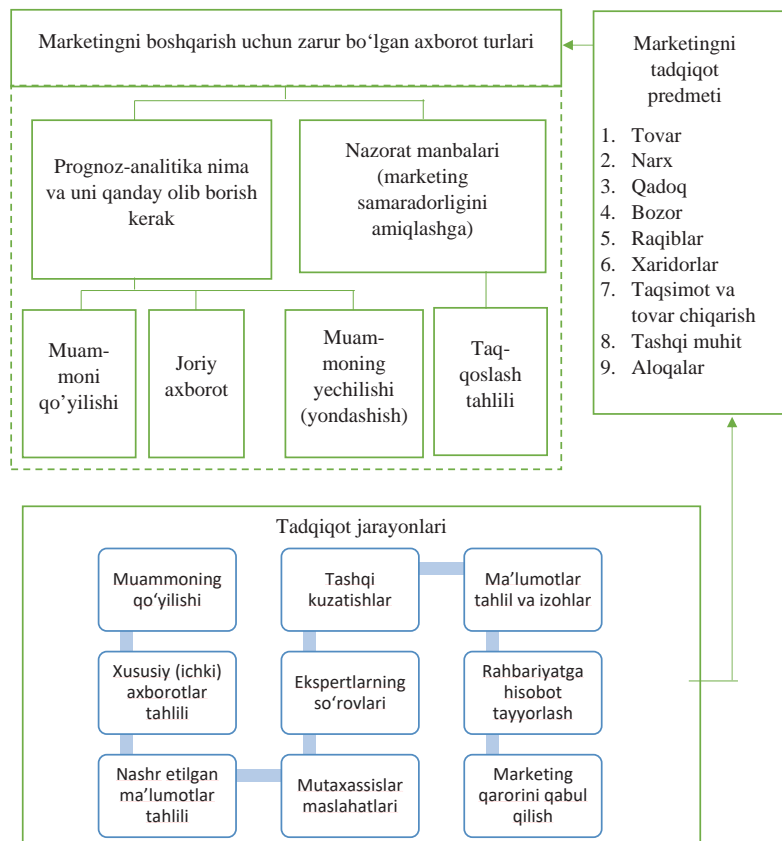 Marketingni boshqarish uchun zarur bo‘lgan axborot turlari
Prognoz-analitika nima
va uni qanday olib borish
kerak
Nazorat manbalari
(marketing
samaradorligini
amiqlashga)
Muam-
moni
qo’yilishi
Joriy
axborot
Muam-
moning
yechilishi
(yondashish)
Taq-
qoslash
tahlili
Marketingni
tadqiqot
predmeti
1. Tovar
2. Narx
3. Qadoq
4. Bozor
5. Raqiblar
6. Xaridorlar
7. Taqsimot va
tovar chiqarish
8. Tashqi muhit
9. Aloqalar
Tadqiqot jarayonlari
Muammoning
qo‘yilishi
Xususiy (ichki)
axborotlar
tahlili
Nashr etilgan
ma’lumotlar
tahlili
Mutaxassislar
maslahatlari
Ekspertlarning
so‘rovlari
Tashqi
kuzatishlar
Ma’lumotlar
tahlil va izohlar
Rahbariyatga
hisobot
tayyorlash
Marketing
qarorini qabul
qilish